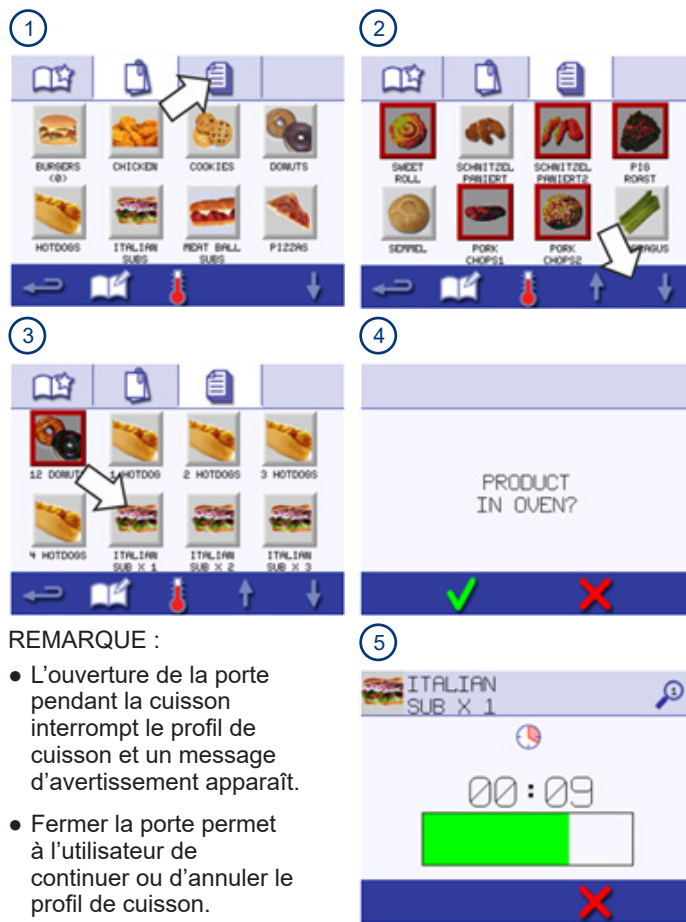 1
BURGERS
(0)
CHICKEN
COOKIES
DONUTS
HOTDOGS
ITALIAN
SUBS
MEAT BALL
SUBS
PIZZAS
2
SWEET
ROLL
SCHNITZEL
PANIERT
SCHNITZEL
PANIERT2
PIG
ROAST
SEMMEL
PORK
CHOPS1
PORK
CHOPS2
3
12
1 HOTDOG
2 HOTDOGS
3 HOTDOGS
4 HOTDOGS
ITALIAN
SUB X 1
ITALIAN
SUB X 2
ITALIAN
SUB X 3
4
PRODUCT
IN OVEN?
REMARQUE :
● L’ouverture de la porte
pendant la cuisson
interrompt le profil de
cuisson et un message
d’avertissement apparaît.
● Fermer la porte permet
à l’utilisateur de
continuer ou d’annuler le
profil de cuisson.
5
ITALIAN
SUB X 1
1
00:09